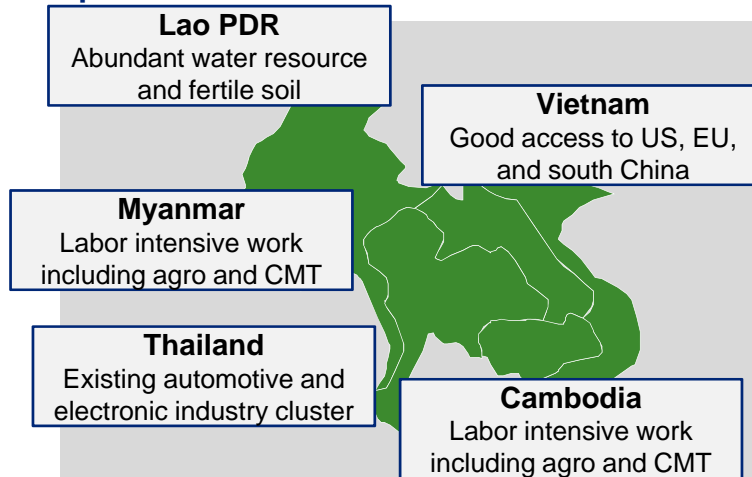 Lao PDR
Abundant water resource
and fertile soil
Vietnam
Good access to US, EU,
and south China
Myanmar
Labor intensive work
including agro and CMT
Thailand
Existing automotive and
electronic industry cluster
Cambodia
Labor intensive work
including agro and CMT